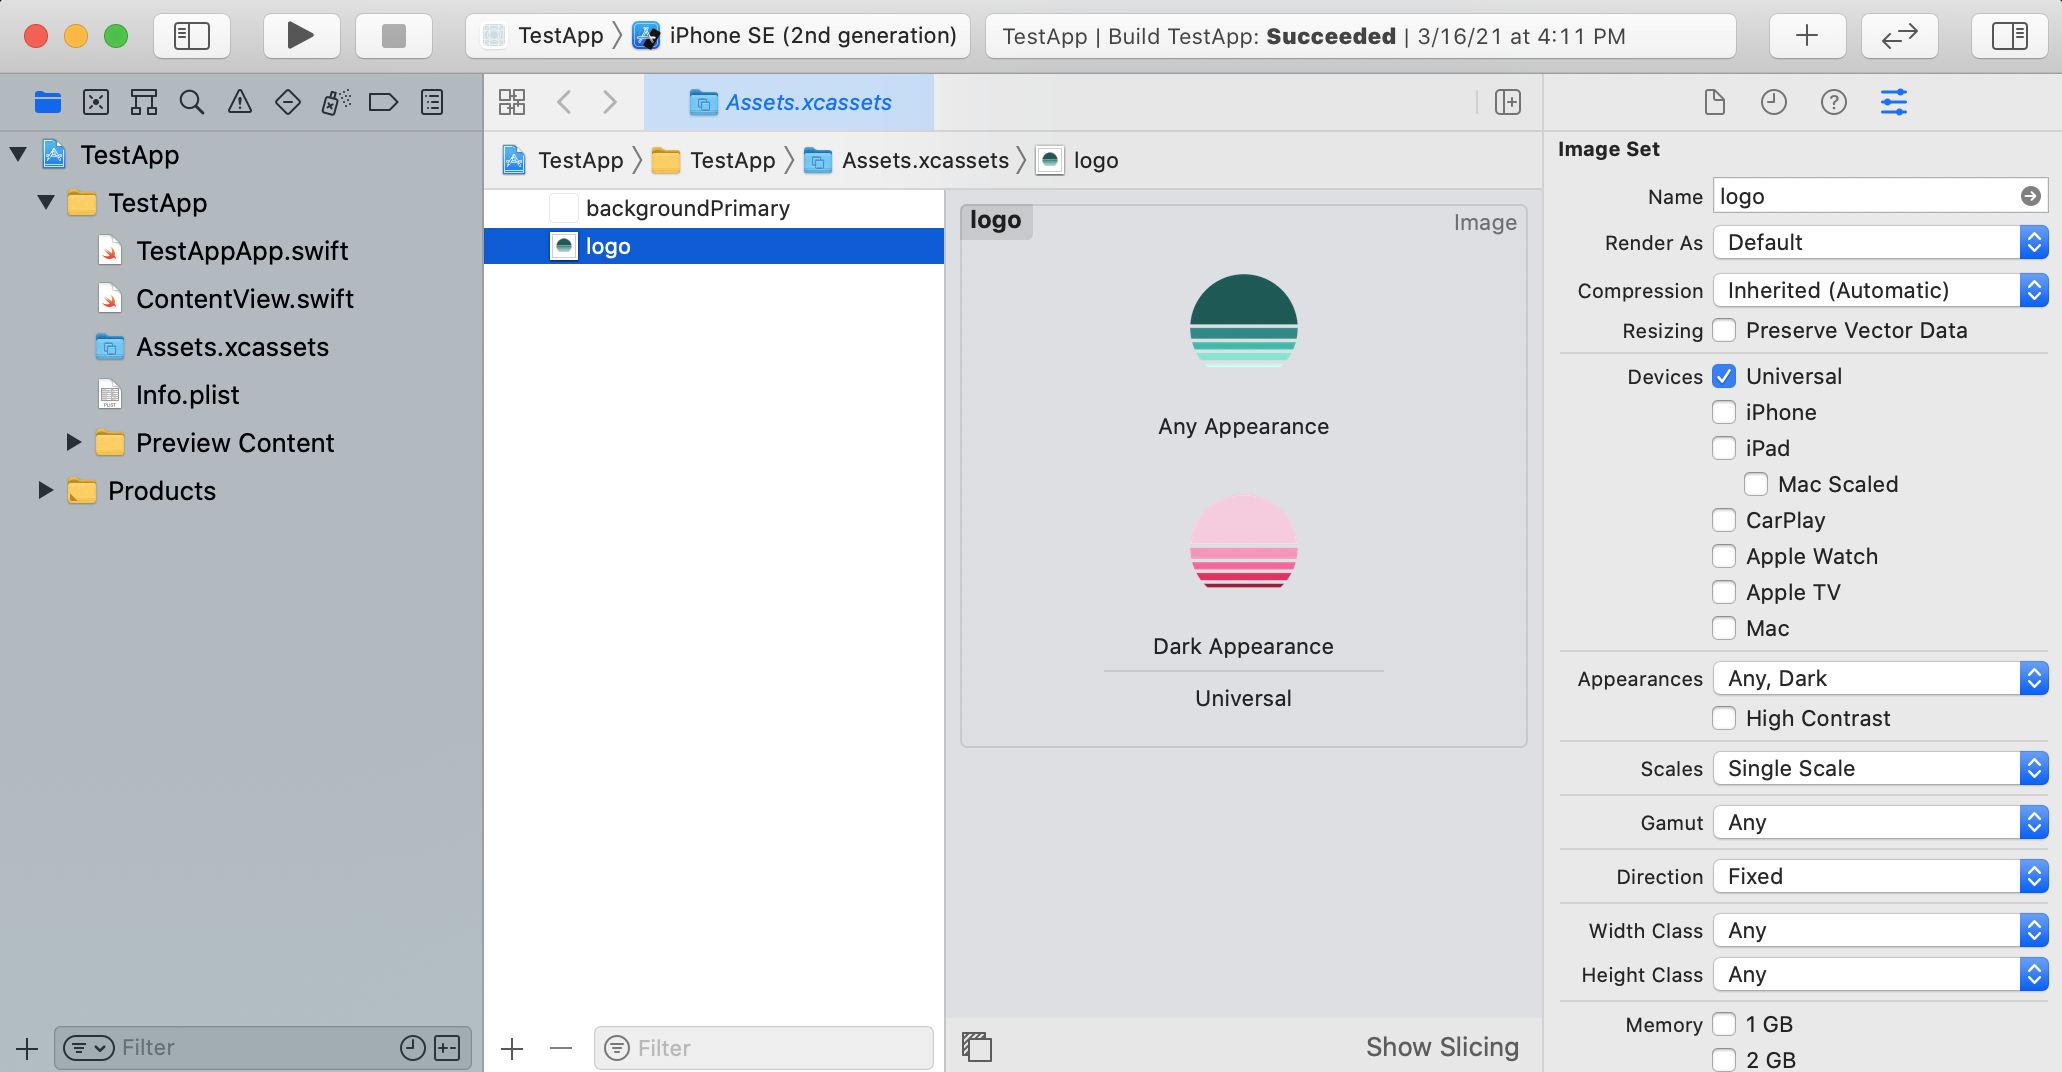 TestApp
iPhone SE (2nd generation)
TestApp | Build TestApp: Succeeded | 3/16/21 at 4:11 PM
TestApp
TestApp
TestAppApp.swift
ContentView.swift
Assets.xcassets
Info.plist
Preview Content
Products
Filter
Assets.xcassets
TestApp
TestApp
Assets.xcassets
logo
backgroundPrimary
logo
Filter
logo
Image
Any Appearance
Dark Appearance
Universal
Show Slicing
Image Set
Name logo
Render As Default
Compression Inherited (Automatic)
Resizing Preserve Vector Data
Devices Universal
iPhone
iPad
Mac Scaled
CarPlay
Apple Watch
Apple TV
Mac
Appearances Any, Dark
High Contrast
Scales Single Scale
Gamut Any
Direction Fixed
Width Class Any
Height Class Any
Memory 1 GB
2 GB